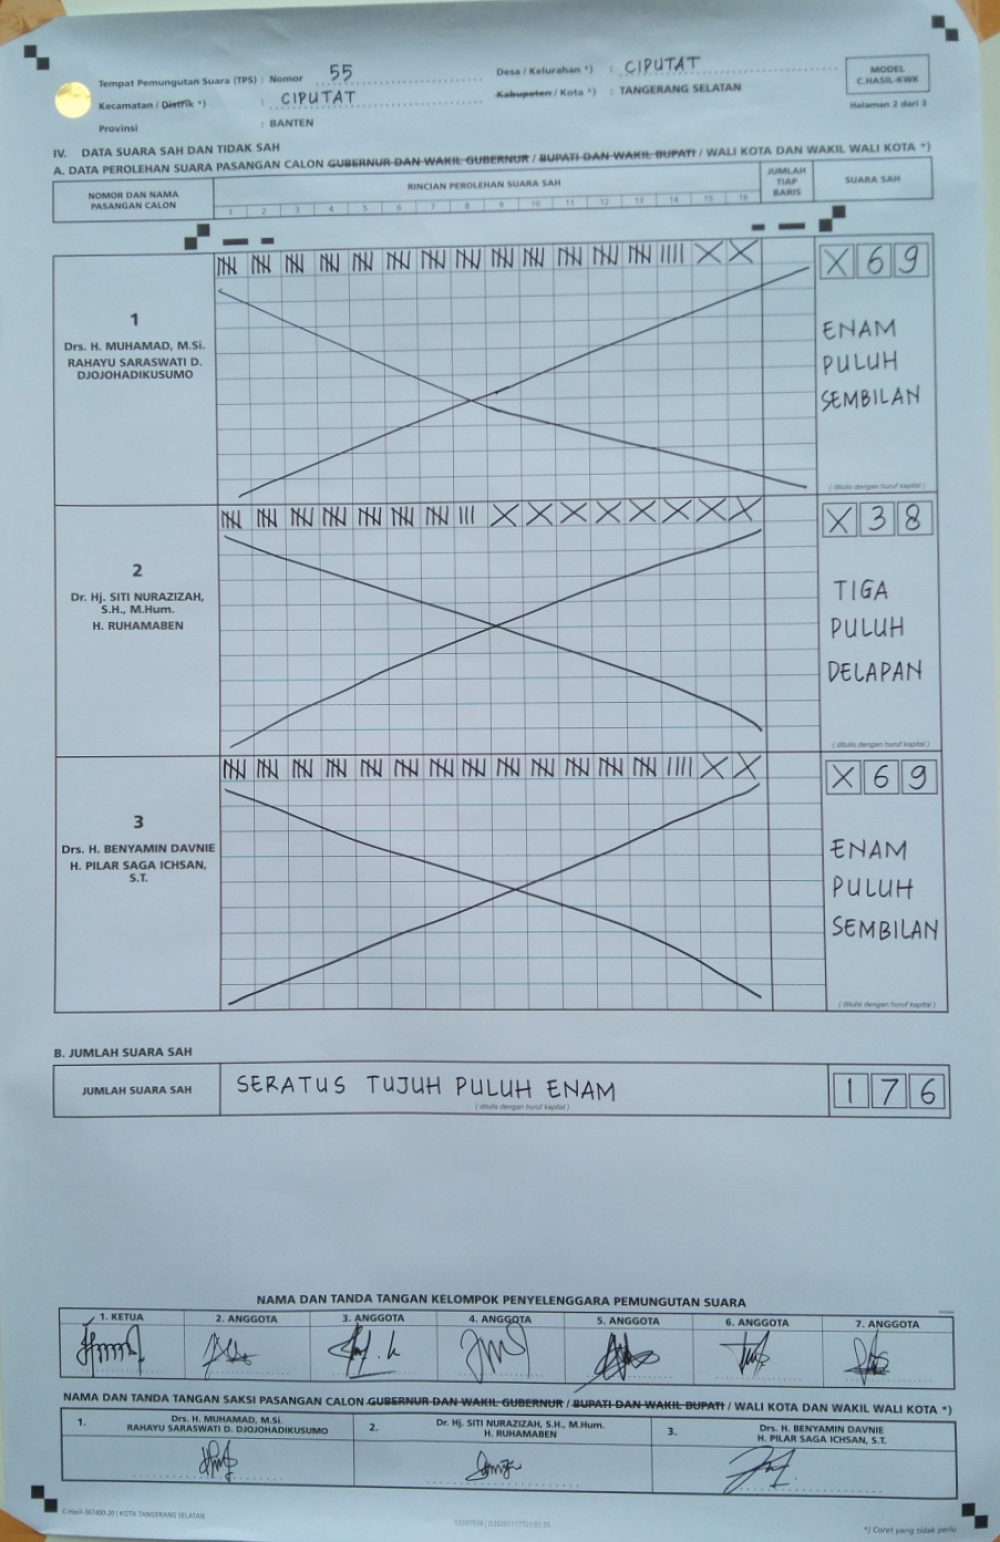 Tempat Pemungutan Suara (TPS) : Nomor 55
Desa / Kelurahan *) : CIPUTAT
MODEL
C.HASIL-KWK
Kecamatan / Distrik *) : CIPUTAT
Kabupaten / Kota *) : TANGERANG SELATAN
Halaman 2 dari 3
Provinsi : BANTEN
IV. DATA SUARA SAH DAN TIDAK SAH
A. DATA PEROLEHAN SUARA PASANGAN CALON GUBERNUR DAN WAKIL GUBERNUR / BUPATI DAN WAKIL BUPATI / WALI KOTA DAN WAKIL WALI KOTA *)
NOMOR DAN NAMA
PASANGAN CALON
RINCIAN PEROLEHAN SUARA SAH
1 2 3 4 5 6 7 8 9 10 11 12 13 14 15 16
JUMLAH
TIAP
BARIS
SUARA SAH
1
Drs. H. MUHAMAD, M.Si.
RAHAYU SARASWATI D.
DJOJOHADIKUSUMO
X 6 9
ENAM
PULUH
SEMBILAN
( ditulis dengan huruf kapital )
2
Dr. Hj. SITI NURAZIZAH,
S.H., M.Hum.
H. RUHAMABEN
X 3 8
TIGA
PULUH
DELAPAN
( ditulis dengan huruf kapital )
3
Drs. H. BENYAMIN DAVNIE
H. PILAR SAGA ICHSAN,
S.T.
X 6 9
ENAM
PULUH
SEMBILAN
( ditulis dengan huruf kapital )
B. JUMLAH SUARA SAH
JUMLAH SUARA SAH
SERATUS TUJUH PULUH ENAM
( ditulis dengan huruf kapital )
1 7 6
NAMA DAN TANDA TANGAN KELOMPOK PENYELENGGARA PEMUNGUTAN SUARA
1. KETUA
2. ANGGOTA
3. ANGGOTA
4. ANGGOTA
5. ANGGOTA
6. ANGGOTA
7. ANGGOTA
NAMA DAN TANDA TANGAN SAKSI PASANGAN CALON GUBERNUR DAN WAKIL GUBERNUR / BUPATI DAN WAKIL BUPATI / WALI KOTA DAN WAKIL WALI KOTA *)
1. Drs. H. MUHAMAD, M.Si.
RAHAYU SARASWATI D. DJOJOHADIKUSUMO
2. Dr. Hj. SITI NURAZIZAH, S.H., M.Hum.
H. RUHAMABEN
3. Drs. H. BENYAMIN DAVNIE
H. PILAR SAGA ICHSAN, S.T.
C.Hasil-367400-20 | KOTA TANGERANG SELATAN
*) Coret yang tidak perlu